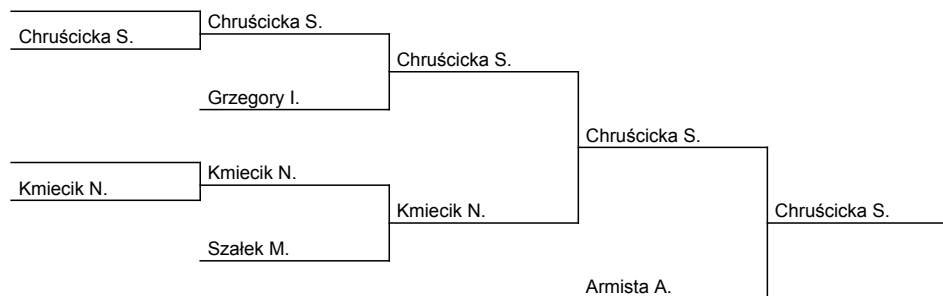 Chruścicka S.
Chruścicka S.
Chruścicka S.
Grzegory I.
Chruścicka S.
Kmiecik N.
Kmiecik N.
Kmiecik N.
Chruścicka S.
Szałek M.
Armista A.